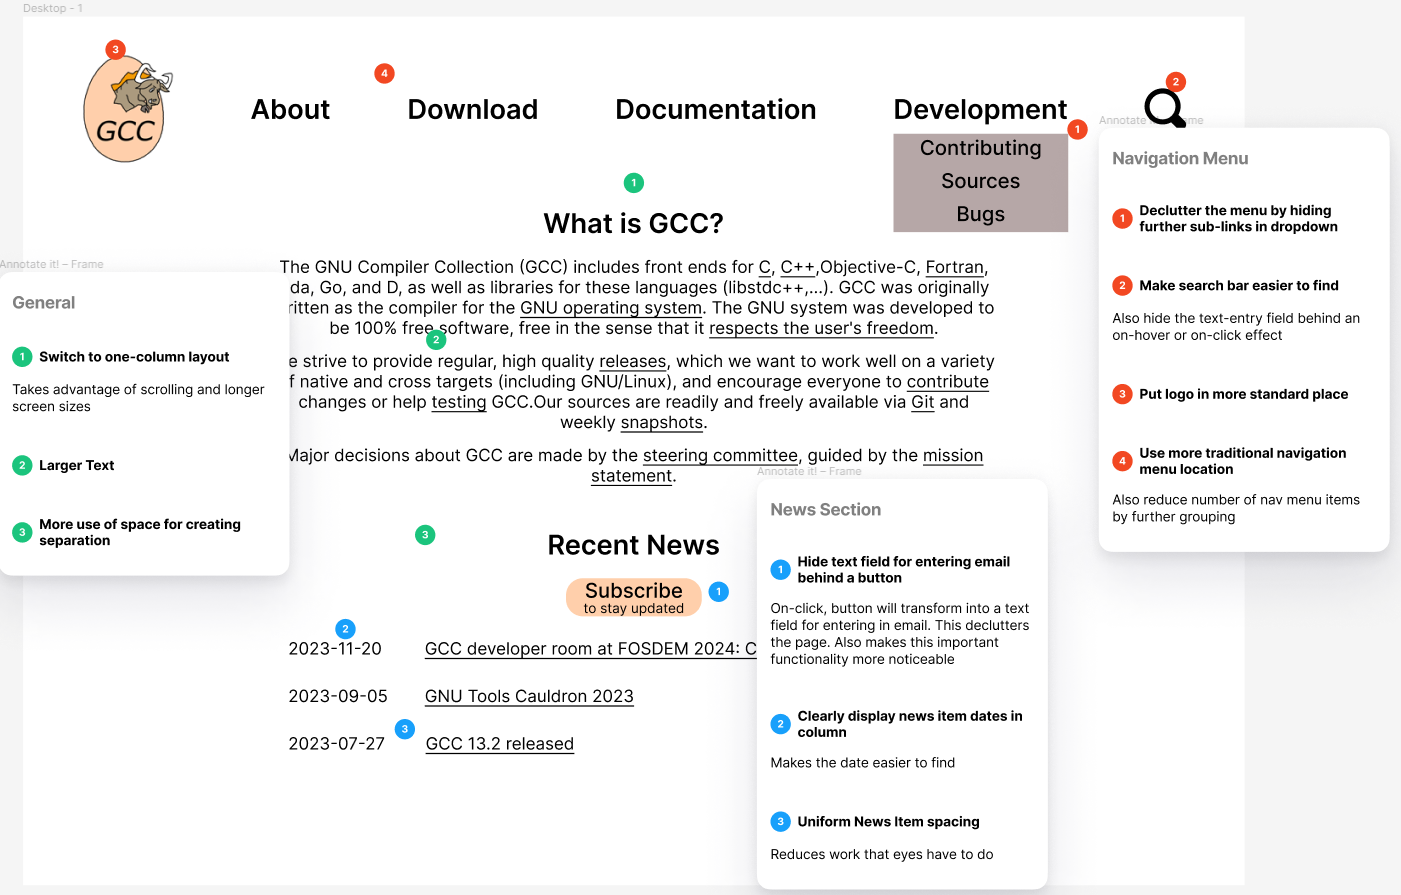 Desktop - 1
3
4
2
GCC
About
Download
Documentation
Development
1
Contributing
Sources
Bugs
1
What is GCC?
The GNU Compiler Collection (GCC) includes front ends for C, C++,Objective-C, Fortran,
da, Go, and D, as well as libraries for these languages (libstdc++,...). GCC was originally
ritten as the compiler for the GNU operating system. The GNU system was developed to
be 100% free software, free in the sense that it respects the user's freedom.
2
e strive to provide regular, high quality releases, which we want to work well on a variety
f native and cross targets (including GNU/Linux), and encourage everyone to contribute
changes or help testing GCC.Our sources are readily and freely available via Git and
weekly snapshots.
Major decisions about GCC are made by the steering committee, guided by the mission
statement.
3
Recent News
Subscribe
to stay updated
1
2
2023-11-20
GCC developer room at FOSDEM 2024: C
2023-09-05
GNU Tools Cauldron 2023
3
2023-07-27
GCC 13.2 released
Annotate it! – Frame
General
1 Switch to one-column layout
Takes advantage of scrolling and longer
screen sizes
2 Larger Text
3 More use of space for creating
separation
Annotate it! – Frame
News Section
1 Hide text field for entering email
behind a button
On-click, button will transform into a text
field for entering in email. This declutters
the page. Also makes this important
functionality more noticeable
2 Clearly display news item dates in
column
Makes the date easier to find
3 Uniform News Item spacing
Reduces work that eyes have to do
Annotate
me
Navigation Menu
1 Declutter the menu by hiding
further sub-links in dropdown
2 Make search bar easier to find
Also hide the text-entry field behind an
on-hover or on-click effect
3 Put logo in more standard place
4 Use more traditional navigation
menu location
Also reduce number of nav menu items
by further grouping